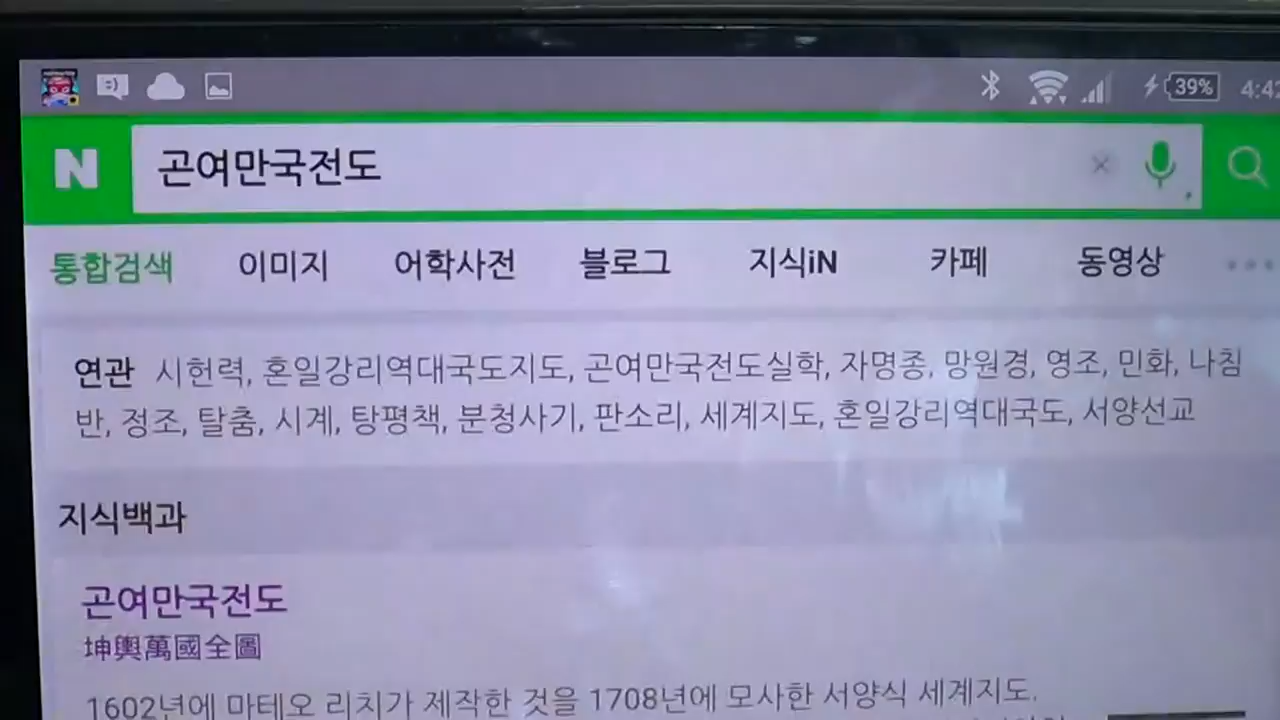 39% 4:42
N 곤여만국전도
통합검색 이미지 어학사전 블로그 지식iN 카페 동영상
연관 시헌력, 혼일강리역대국도지도, 곤여만국전도실학, 자명종, 망원경, 영조, 민화, 나침
반, 정조, 탈춤, 시계, 탕평책, 분청사기, 판소리, 세계지도, 혼일강리역대국도, 서양선교
지식백과
곤여만국전도
坤輿萬國全圖
1602년에 마테오 리치가 제작한 것을 1708년에 모사한 서양식 세계지도.